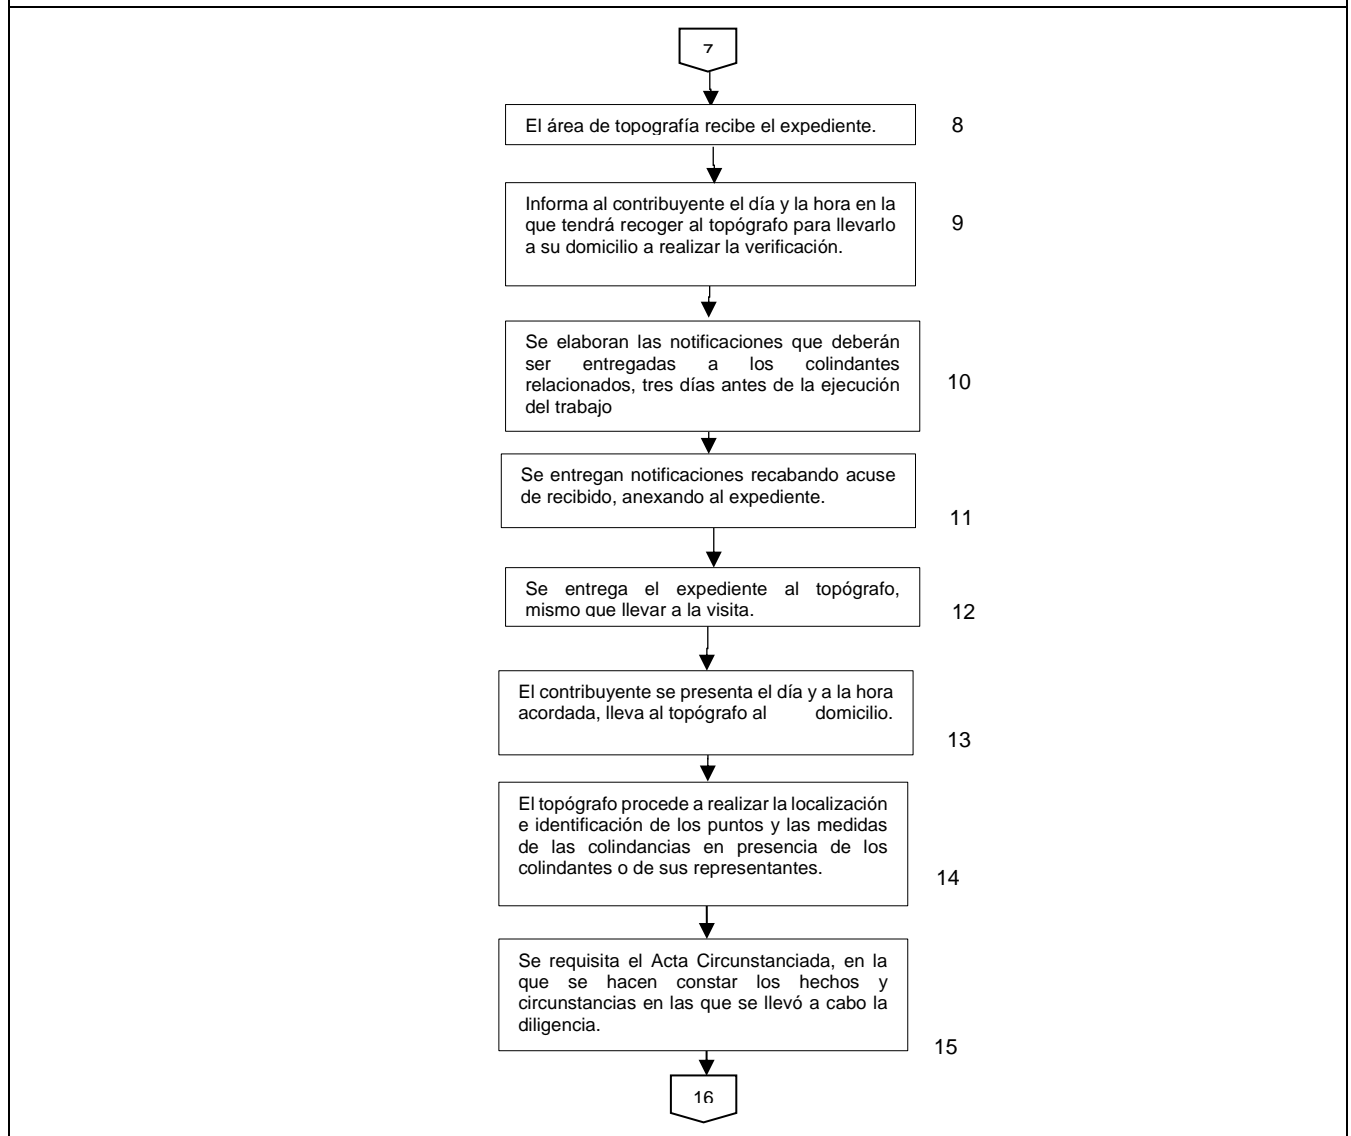 7
El área de topografía recibe el expediente.
8
Informa al contribuyente el día y la hora en la
que tendrá recoger al topógrafo para llevarlo
a su domicilio a realizar la verificación.
9
Se elaboran las notificaciones que deberán
ser entregadas a los colindantes
relacionados, tres días antes de la ejecución
del trabajo
10
Se entregan notificaciones recabando acuse
de recibido, anexando al expediente.
11
Se entrega el expediente al topógrafo,
mismo que llevar a la visita.
12
El contribuyente se presenta el día y a la hora
acordada, lleva al topógrafo al domicilio.
13
El topógrafo procede a realizar la localización
e identificación de los puntos y las medidas
de las colindancias en presencia de los
colindantes o de sus representantes.
14
Se requisita el Acta Circunstanciada, en la
que se hacen constar los hechos y
circunstancias en las que se llevó a cabo la
diligencia.
15
16